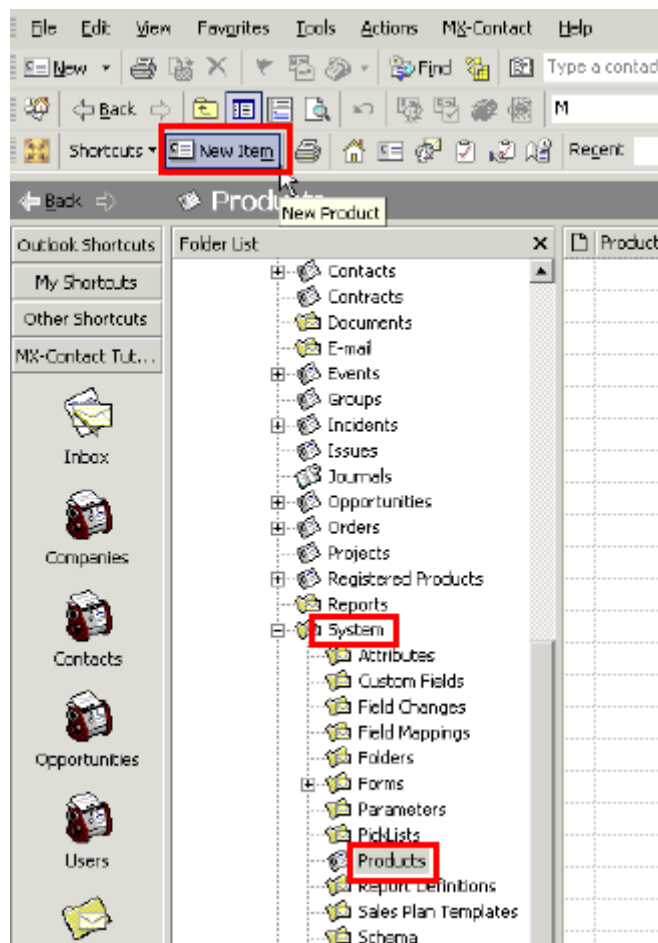 File Edit View Favorites Tools Actions MX-Contact Help
New Find Type a contac
Back M
Shortcuts New Item Recent
Back Products
New Product
Outlook Shortcuts
My Shortcuts
Other Shortcuts
MX-Contact Tut...
Inbox
Companies
Contacts
Opportunities
Users
Folder List
Contacts
Contracts
Documents
E-mail
Events
Groups
Incidents
Issues
Journals
Opportunities
Orders
Projects
Registered Products
Reports
System
Attributes
Custom Fields
Field Changes
Field Mappings
Folders
Forms
Parameters
PickLists
Products
Report Definitions
Sales Plan Templates
Schema
Product